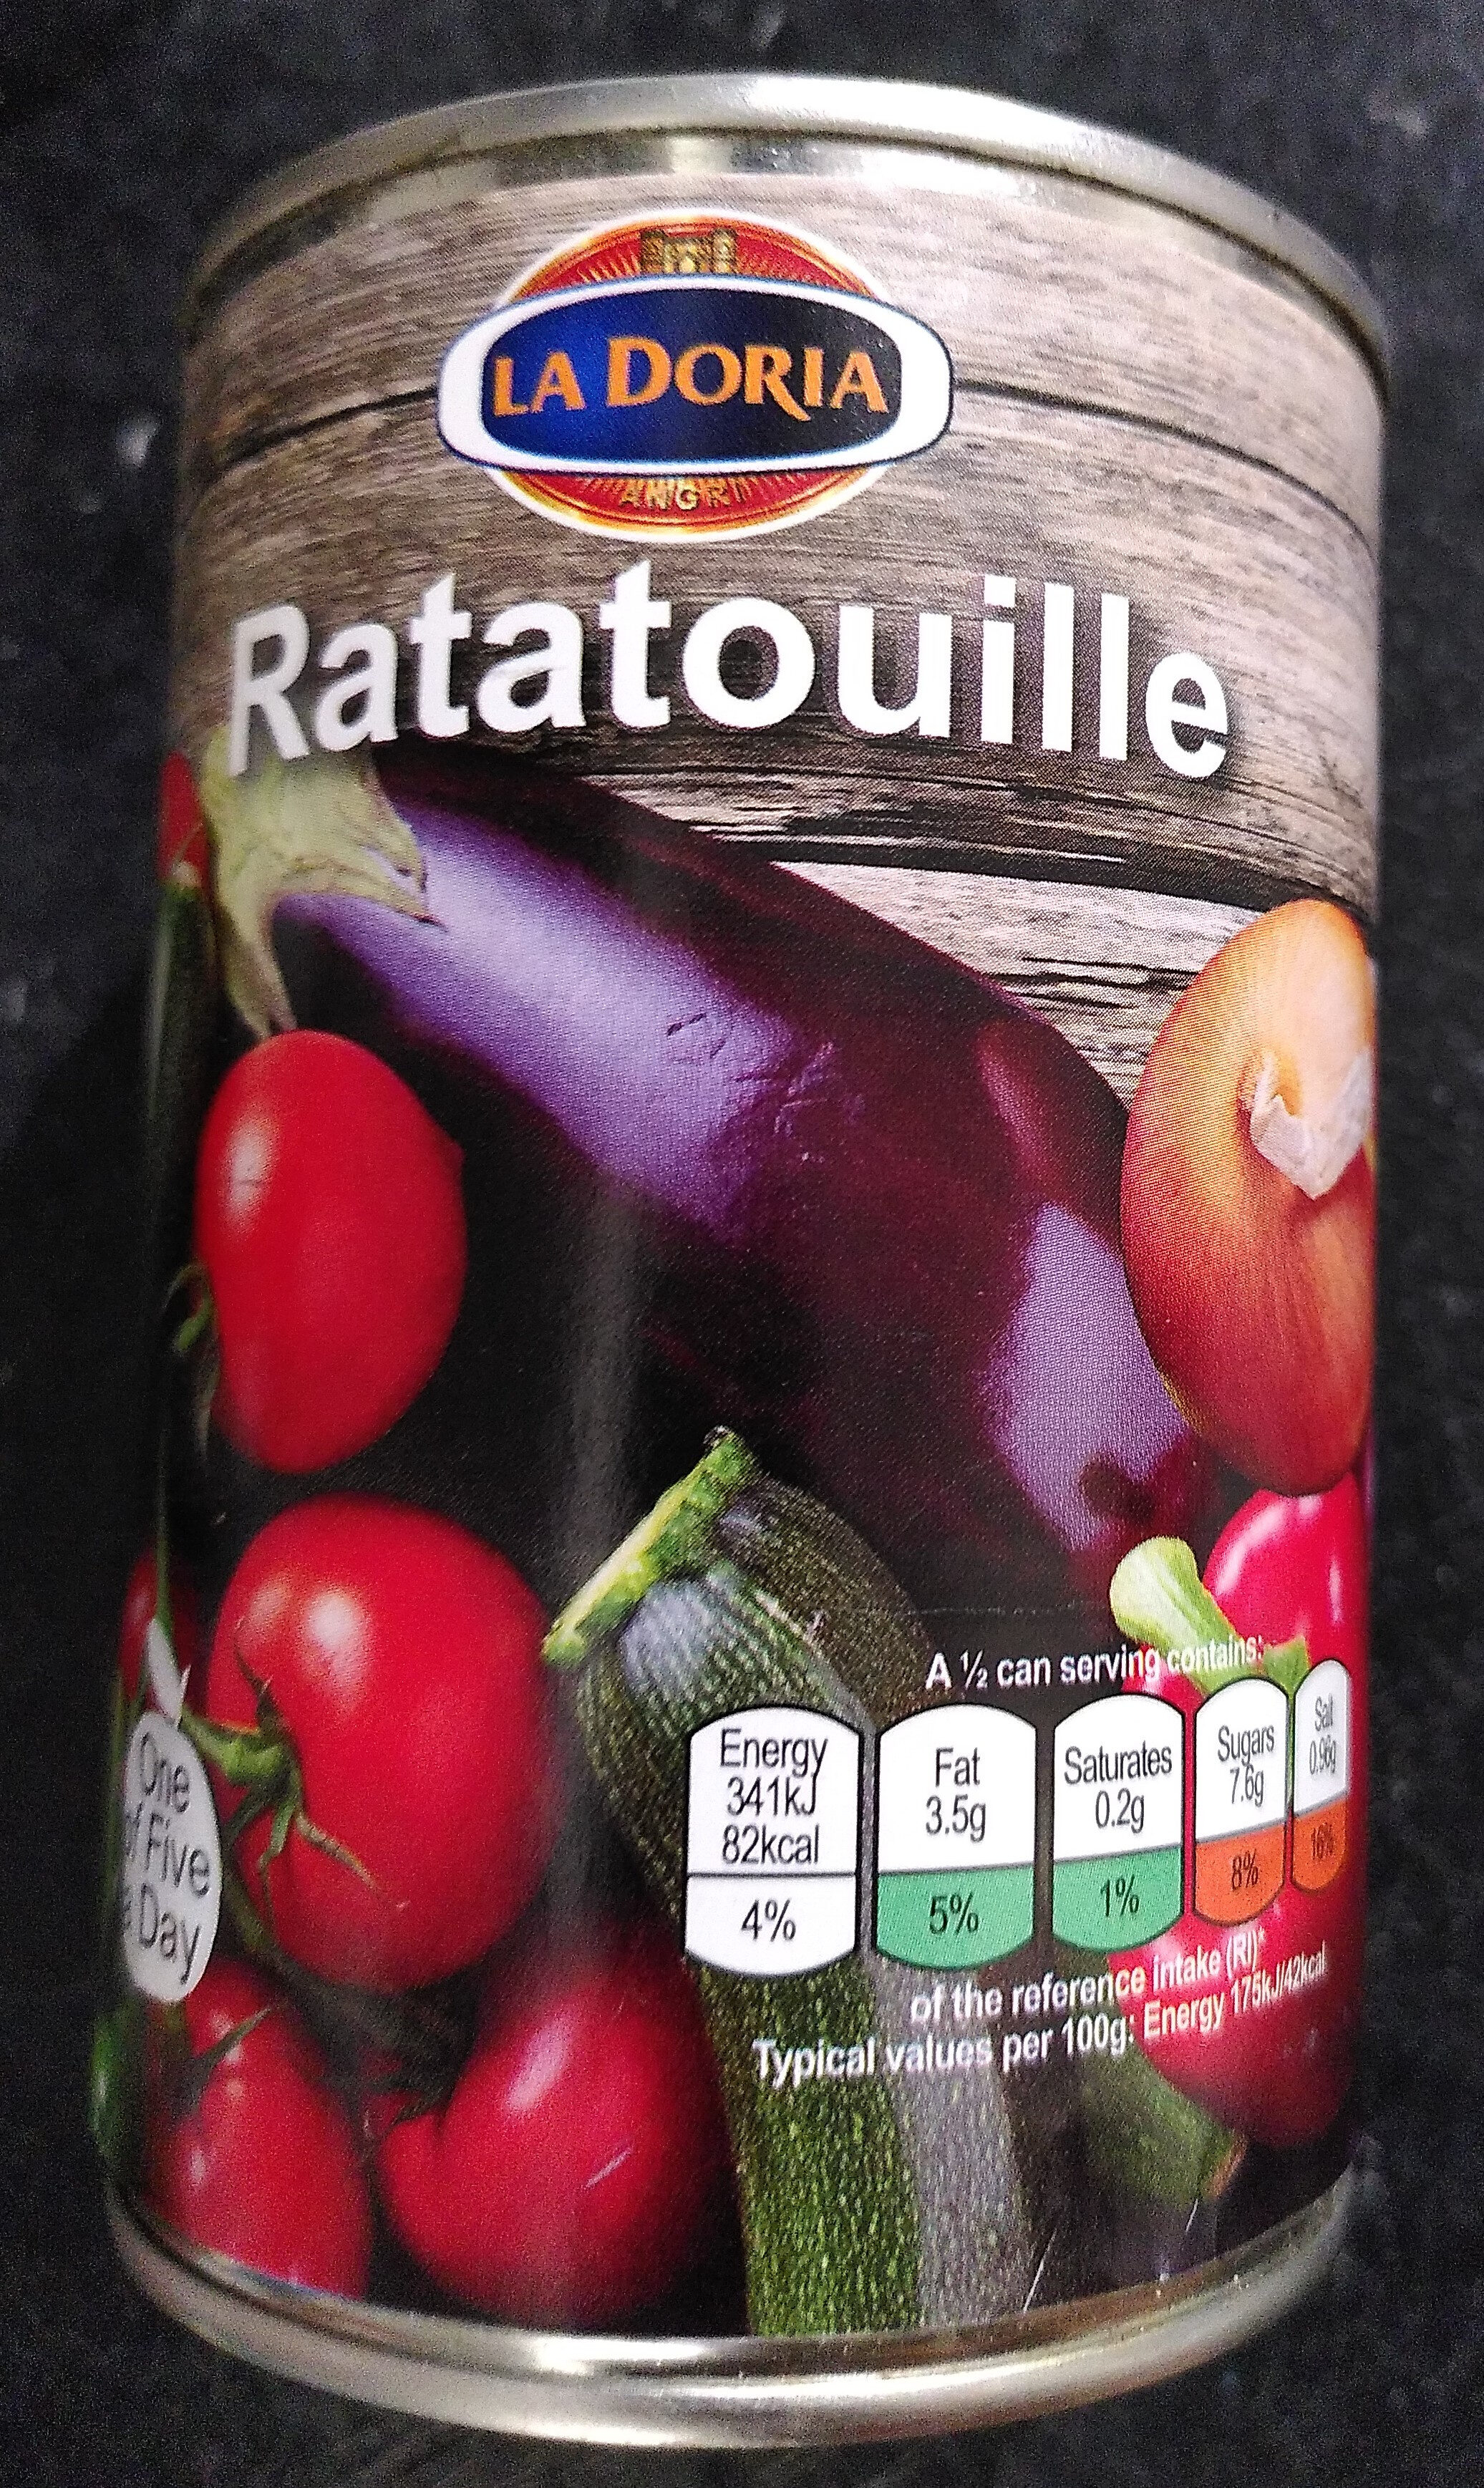 LA DORIA
ANGRI
Ratatouille
A ½ can serving contains:
Energy
341kJ
82kcal
4%
Fat
3.5g
5%
Saturates
0.2g
1%
Sugars
7.6g
8%
Salt
0.96g
16%
of the reference intake (RI)*
Typical values per 100g: Energy 175kJ/42kcal
One
of Five
a Day